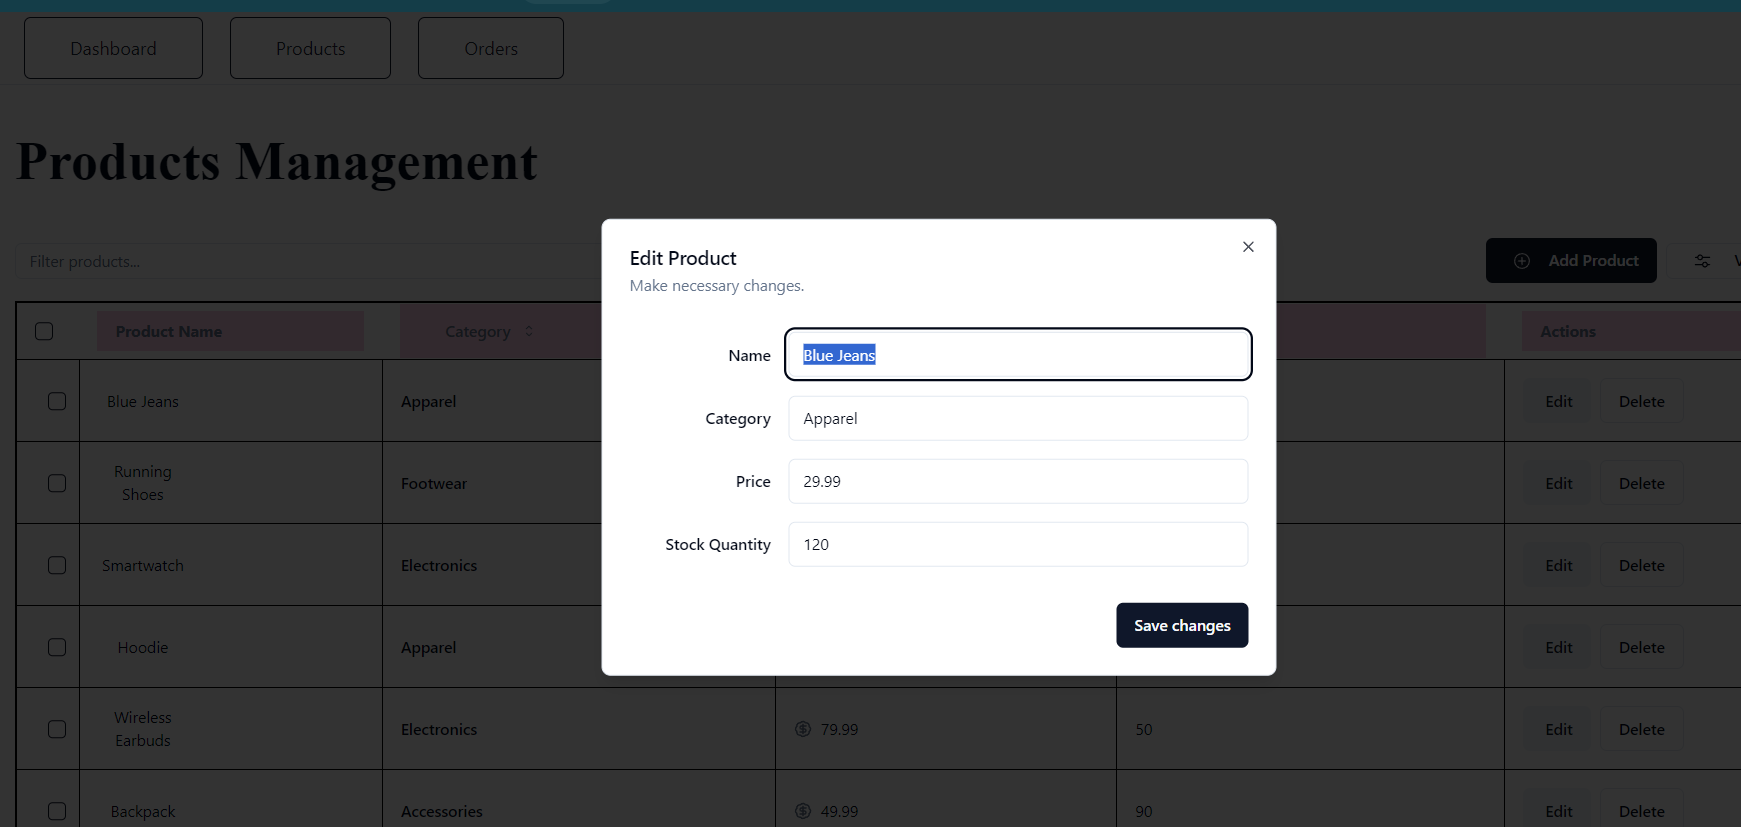 Dashboard Products Orders
Products Management
Filter products...
Add Product
Product Name Category Actions
Edit Product
Make necessary changes.
Name Blue Jeans
Category Apparel
Price 29.99
Stock Quantity 120
Save changes
Blue Jeans Apparel Edit Delete
Running
Shoes
Footwear Edit Delete
Smartwatch Electronics Edit Delete
Hoodie Apparel Edit Delete
Wireless
Earbuds
Electronics 79.99 50 Edit Delete
Backpack Accessories 49.99 90 Edit Delete